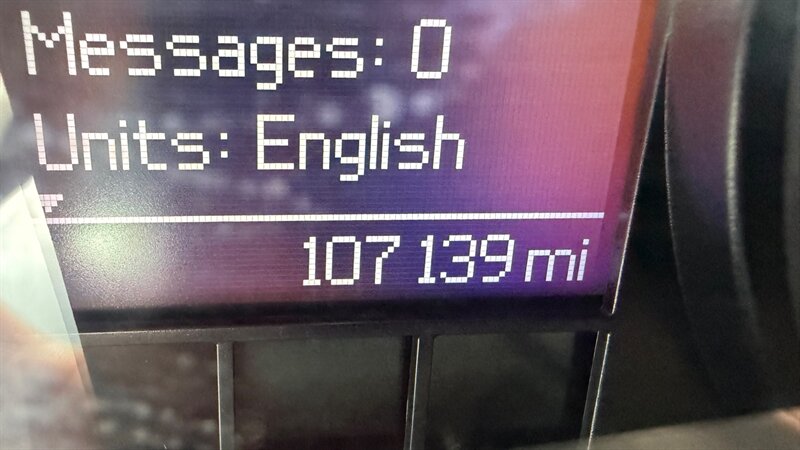 Messages: 0
Units: English
107 139 mi